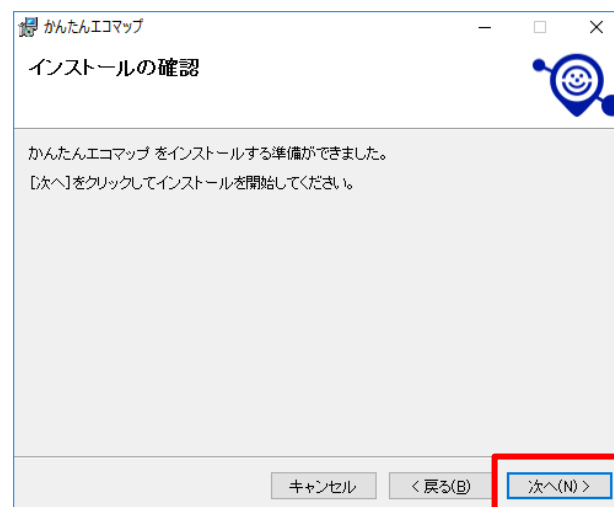 かんたんエコマップ
インストールの確認
かんたんエコマップ をインストールする準備ができました。
[次へ]をクリックしてインストールを開始してください。
キャンセル
< 戻る(B)
次へ(N) >